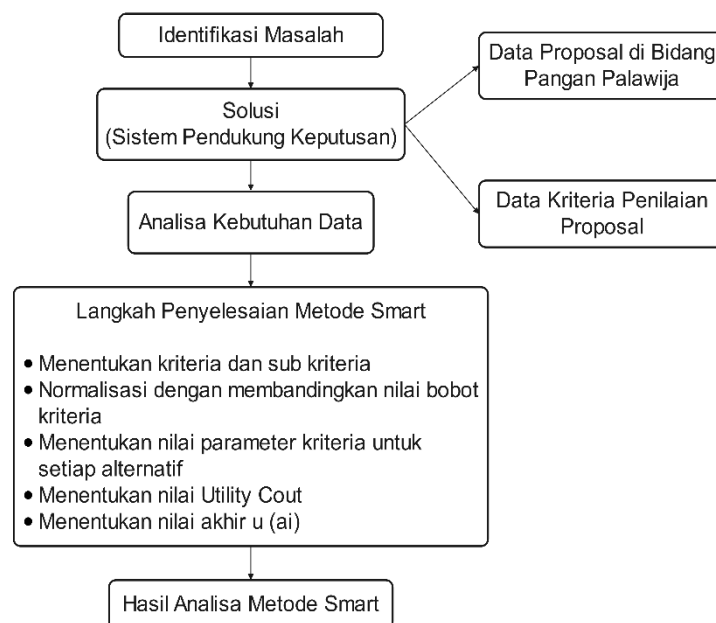 Identifikasi Masalah
Solusi
(Sistem Pendukung Keputusan)
Data Proposal di Bidang
Pangan Palawija
Data Kriteria Penilaian
Proposal
Analisa Kebutuhan Data
Langkah Penyelesaian Metode Smart
• Menentukan kriteria dan sub kriteria
• Normalisasi dengan membandingkan nilai bobot
kriteria
• Menentukan nilai parameter kriteria untuk
setiap alternatif
• Menentukan nilai Utility Cout
• Menentukan nilai akhir u (ai)
Hasil Analisa Metode Smart